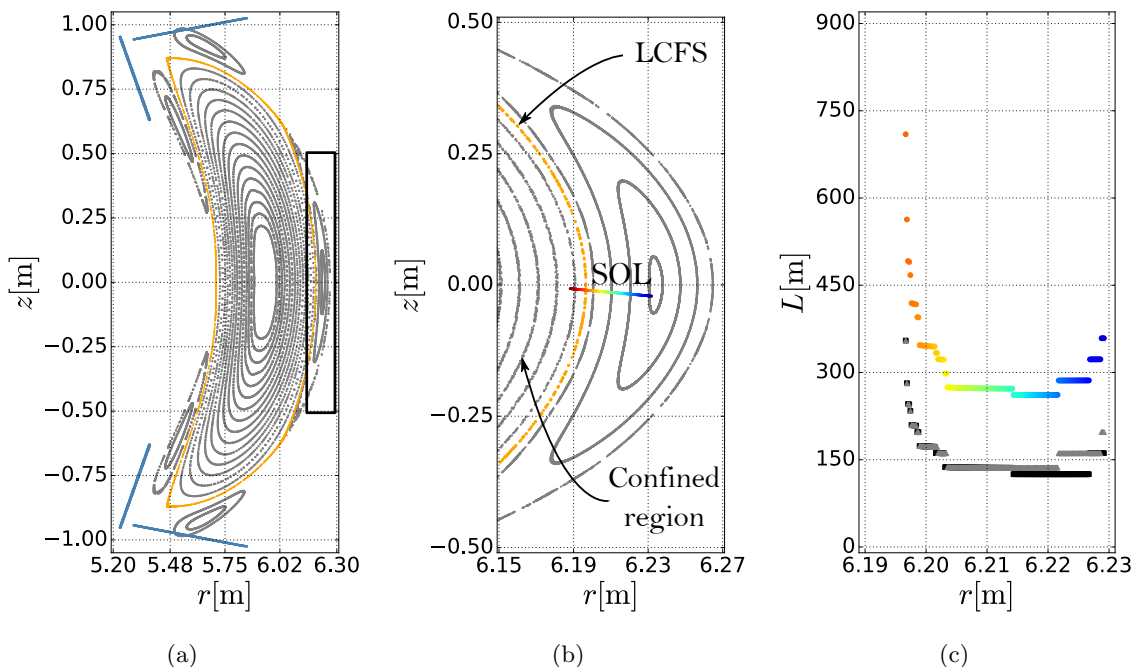 1.00
0.75
0.50
0.25
0.00
−0.25
−0.50
−0.75
−1.00
z[m]
5.20 5.48 5.75 6.02 6.30
r[m]
(a)
0.50
0.25
0.00
−0.25
−0.50
z[m]
LCFS
SOL
Confined
region
6.15 6.19 6.23 6.27
r[m]
(b)
900
750
600
450
300
150
0
L[m]
6.19 6.20 6.21 6.22 6.23
r[m]
(c)